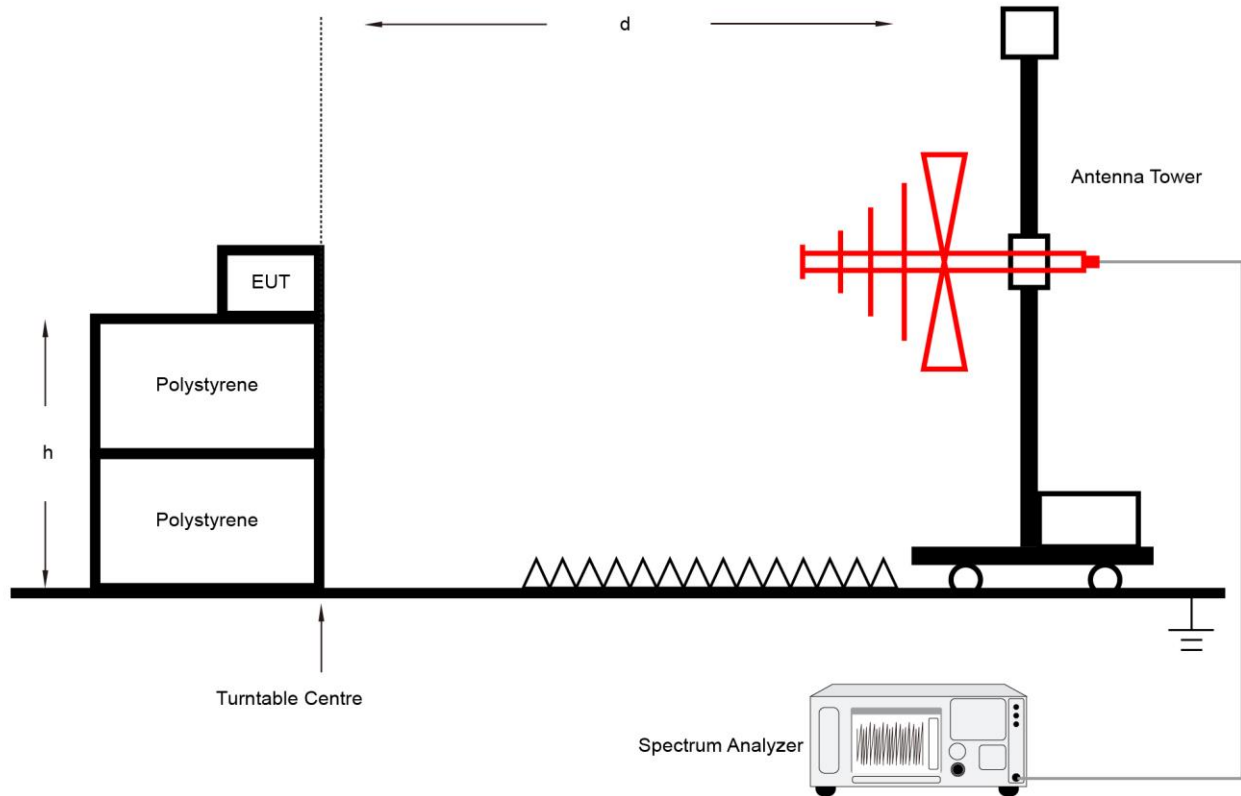 d
Antenna Tower
EUT
Polystyrene
h
Polystyrene
Turntable Centre
Spectrum Analyzer